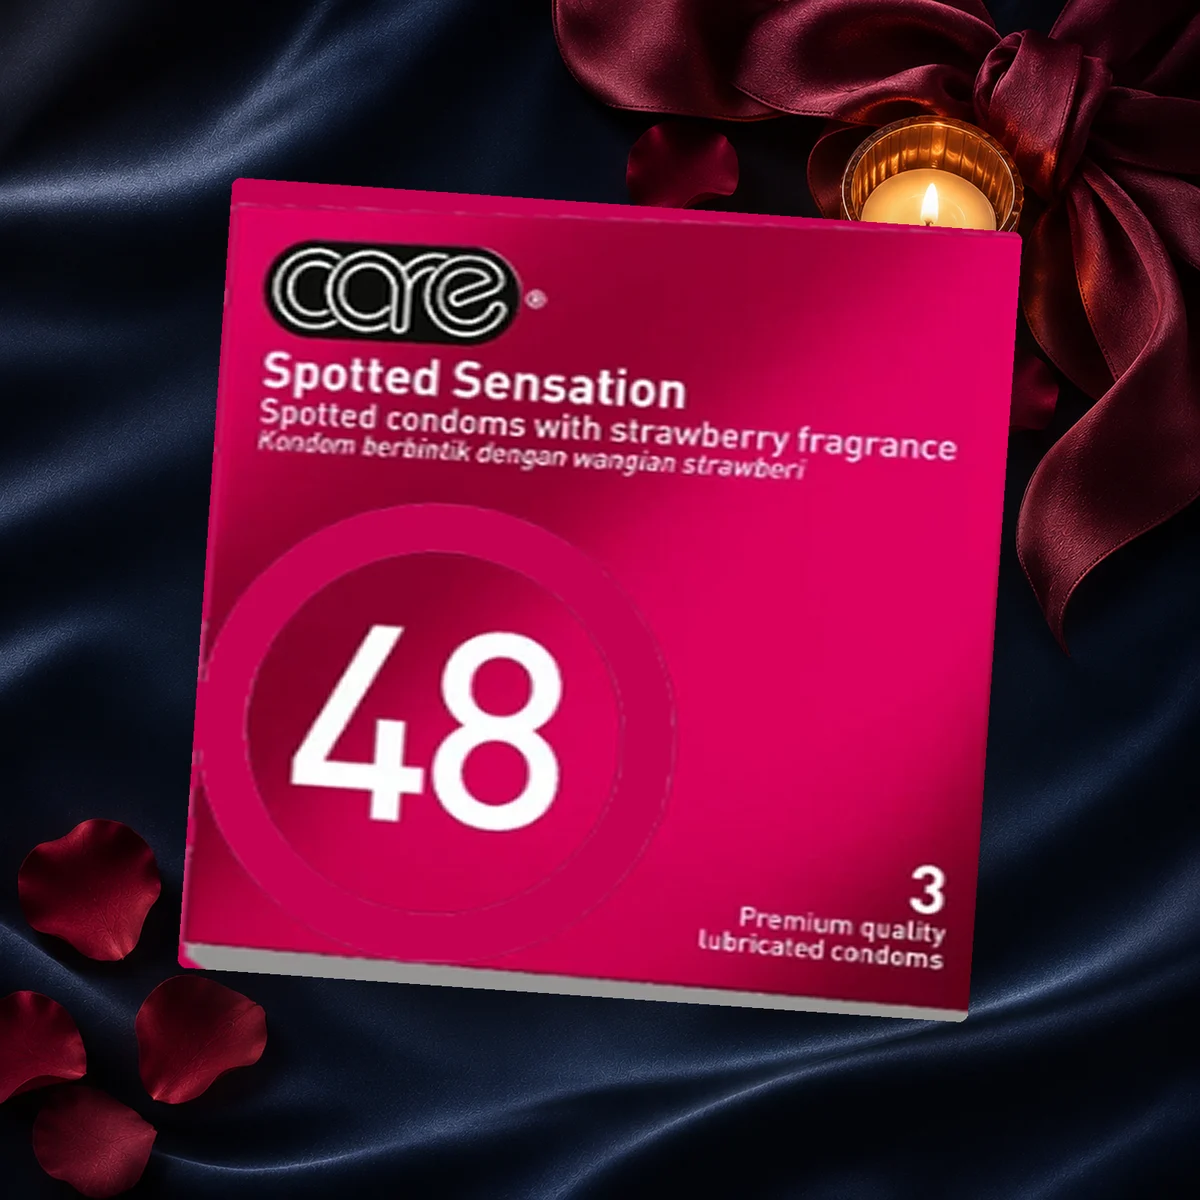 care®
Spotted Sensation
Spotted condoms with strawberry fragrance
Kondom berbintik dengan wangian strawberi
48
3
Premium quality
lubricated condoms